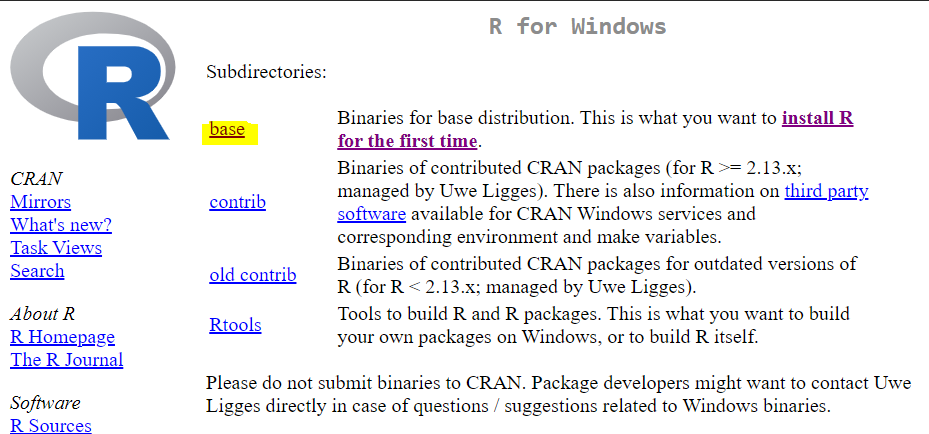 R
R for Windows
Subdirectories:
base
Binaries for base distribution. This is what you want to install R
for the first time.
contrib
Binaries of contributed CRAN packages (for R >= 2.13.x;
managed by Uwe Ligges). There is also information on third party
software available for CRAN Windows services and
corresponding environment and make variables.
old contrib
Binaries of contributed CRAN packages for outdated versions of
R (for R < 2.13.x; managed by Uwe Ligges).
Rtools
Tools to build R and R packages. This is what you want to build
your own packages on Windows, or to build R itself.
Please do not submit binaries to CRAN. Package developers might want to contact Uwe
Ligges directly in case of questions / suggestions related to Windows binaries.
CRAN
Mirrors
What's new?
Task Views
Search
About R
R Homepage
The R Journal
Software
R Sources